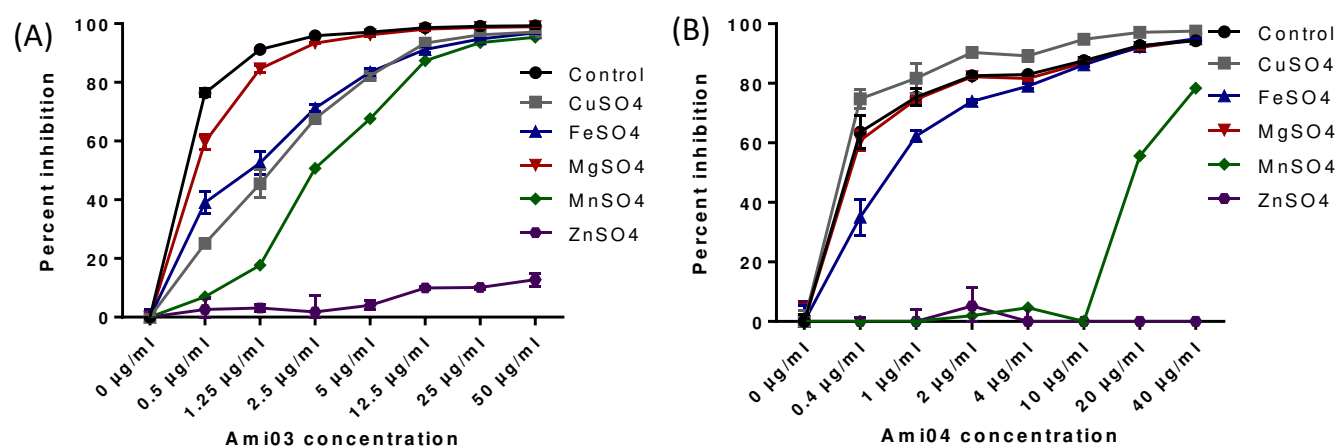 (A)
Percent inhibition
100
80
60
40
20
0
0 µg/ml
0.5 µg/ml
1.25 µg/ml
2.5 µg/ml
5 µg/ml
12.5 µg/ml
25 µg/ml
50 µg/ml
Ami03 concentration
Control
CuSO4
FeSO4
MgSO4
MnSO4
ZnSO4
(B)
Percent inhibition
100
80
60
40
20
0
0 µg/ml
0.4 µg/ml
1 µg/ml
2 µg/ml
4 µg/ml
10 µg/ml
20 µg/ml
40 µg/ml
Ami04 concentration
Control
CuSO4
FeSO4
MgSO4
MnSO4
ZnSO4